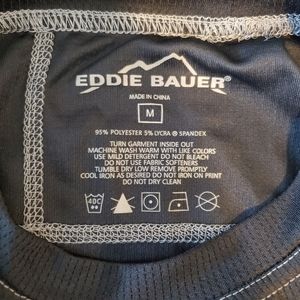 EDDIE BAUER®
MADE IN CHINA
M
95% POLYESTER 5% LYCRA ® SPANDEX
TURN GARMENT INSIDE OUT
MACHINE WASH WARM WITH LIKE COLORS
USE MILD DETERGENT DO NOT BLEACH
DO NOT USE FABRIC SOFTENERS
TUMBLE DRY LOW REMOVE PROMPTLY
COOL IRON AS DESIRED DO NOT IRON ON PRINT
DO NOT DRY CLEAN
40C